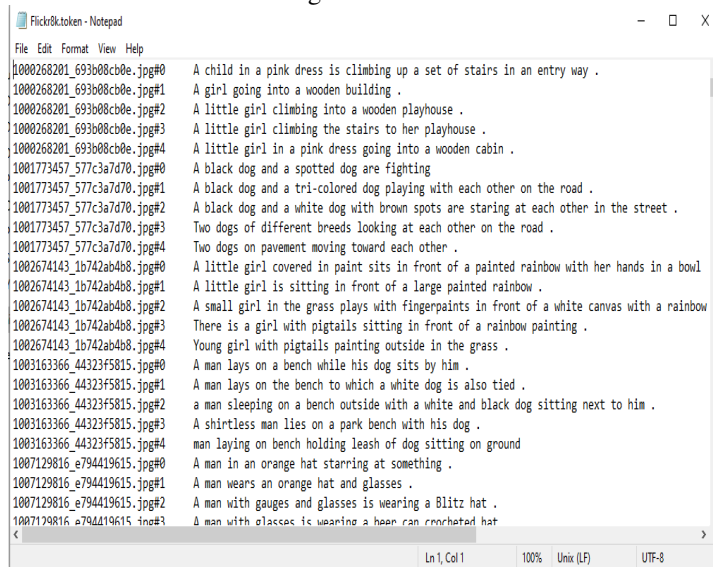 Flickr8k.token - Notepad
File Edit Format View Help
1000268201_693b08cb0e.jpg#0 A child in a pink dress is climbing up a set of stairs in an entry way .
1000268201_693b08cb0e.jpg#1 A girl going into a wooden building .
1000268201_693b08cb0e.jpg#2 A little girl climbing into a wooden playhouse .
1000268201_693b08cb0e.jpg#3 A little girl climbing the stairs to her playhouse .
1000268201_693b08cb0e.jpg#4 A little girl in a pink dress going into a wooden cabin .
1001773457_577c3a7d70.jpg#0 A black dog and a spotted dog are fighting
1001773457_577c3a7d70.jpg#1 A black dog and a tri-colored dog playing with each other on the road .
1001773457_577c3a7d70.jpg#2 A black dog and a white dog with brown spots are staring at each other in the street .
1001773457_577c3a7d70.jpg#3 Two dogs of different breeds looking at each other on the road .
1001773457_577c3a7d70.jpg#4 Two dogs on pavement moving toward each other .
1002674143_1b742ab4b8.jpg#0 A little girl covered in paint sits in front of a painted rainbow with her hands in a bowl
1002674143_1b742ab4b8.jpg#1 A little girl is sitting in front of a large painted rainbow .
1002674143_1b742ab4b8.jpg#2 A small girl in the grass plays with fingerpaints in front of a white canvas with a rainbow
1002674143_1b742ab4b8.jpg#3 There is a girl with pigtails sitting in front of a rainbow painting .
1002674143_1b742ab4b8.jpg#4 Young girl with pigtails painting outside in the grass .
1003163366_44323f5815.jpg#0 A man lays on a bench while his dog sits by him .
1003163366_44323f5815.jpg#1 A man lays on the bench to which a white dog is also tied .
1003163366_44323f5815.jpg#2 a man sleeping on a bench outside with a white and black dog sitting next to him .
1003163366_44323f5815.jpg#3 A shirtless man lies on a park bench with his dog .
1003163366_44323f5815.jpg#4 man laying on bench holding leash of dog sitting on ground
1007129816_e794419615.jpg#0 A man in an orange hat starring at something .
1007129816_e794419615.jpg#1 A man wears an orange hat and glasses .
1007129816_e794419615.jpg#2 A man with gauges and glasses is wearing a Blitz hat .
1007129816_e794419615.jpg#3 A man with glasses is wearing a beer can crocheted hat
Ln 1, Col 1 100% Unix (LF) UTF-8